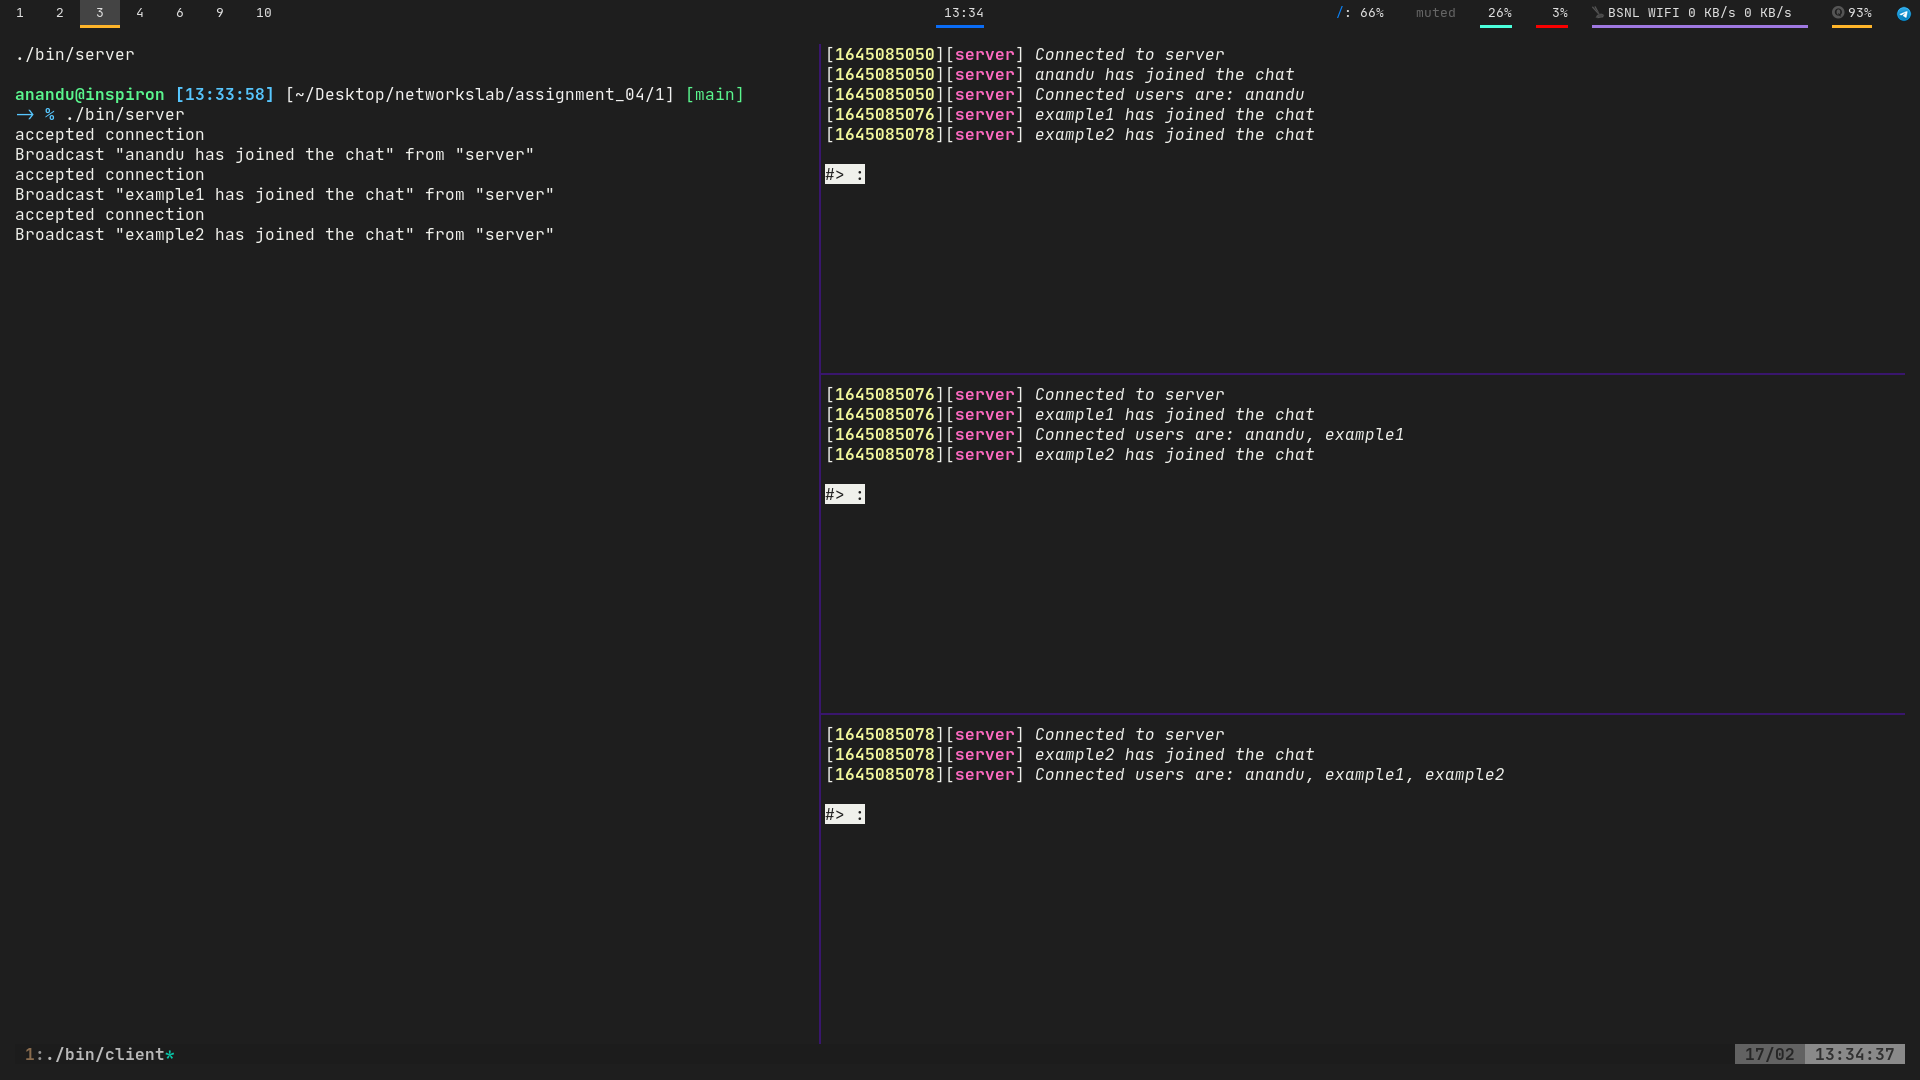 1 2 3 4 6 9 10 13:34 /: 66% muted 26% 3% BSNL WIFI 0 KB/s 0 KB/s 93%
./bin/server
anandu@inspiron [13:33:58] [~/Desktop/networkslab/assignment_04/1] [main]
—> % ./bin/server
accepted connection
Broadcast "anandu has joined the chat" from "server"
accepted connection
Broadcast "example1 has joined the chat" from "server"
accepted connection
Broadcast "example2 has joined the chat" from "server"
[1645085050][server] Connected to server
[1645085050][server] anandu has joined the chat
[1645085050][server] Connected users are: anandu
[1645085076][server] example1 has joined the chat
[1645085078][server] example2 has joined the chat
#> :
[1645085076][server] Connected to server
[1645085076][server] example1 has joined the chat
[1645085076][server] Connected users are: anandu, example1
[1645085078][server] example2 has joined the chat
#> :
[1645085078][server] Connected to server
[1645085078][server] example2 has joined the chat
[1645085078][server] Connected users are: anandu, example1, example2
#> :
1:./bin/client* 17/02 13:34:37